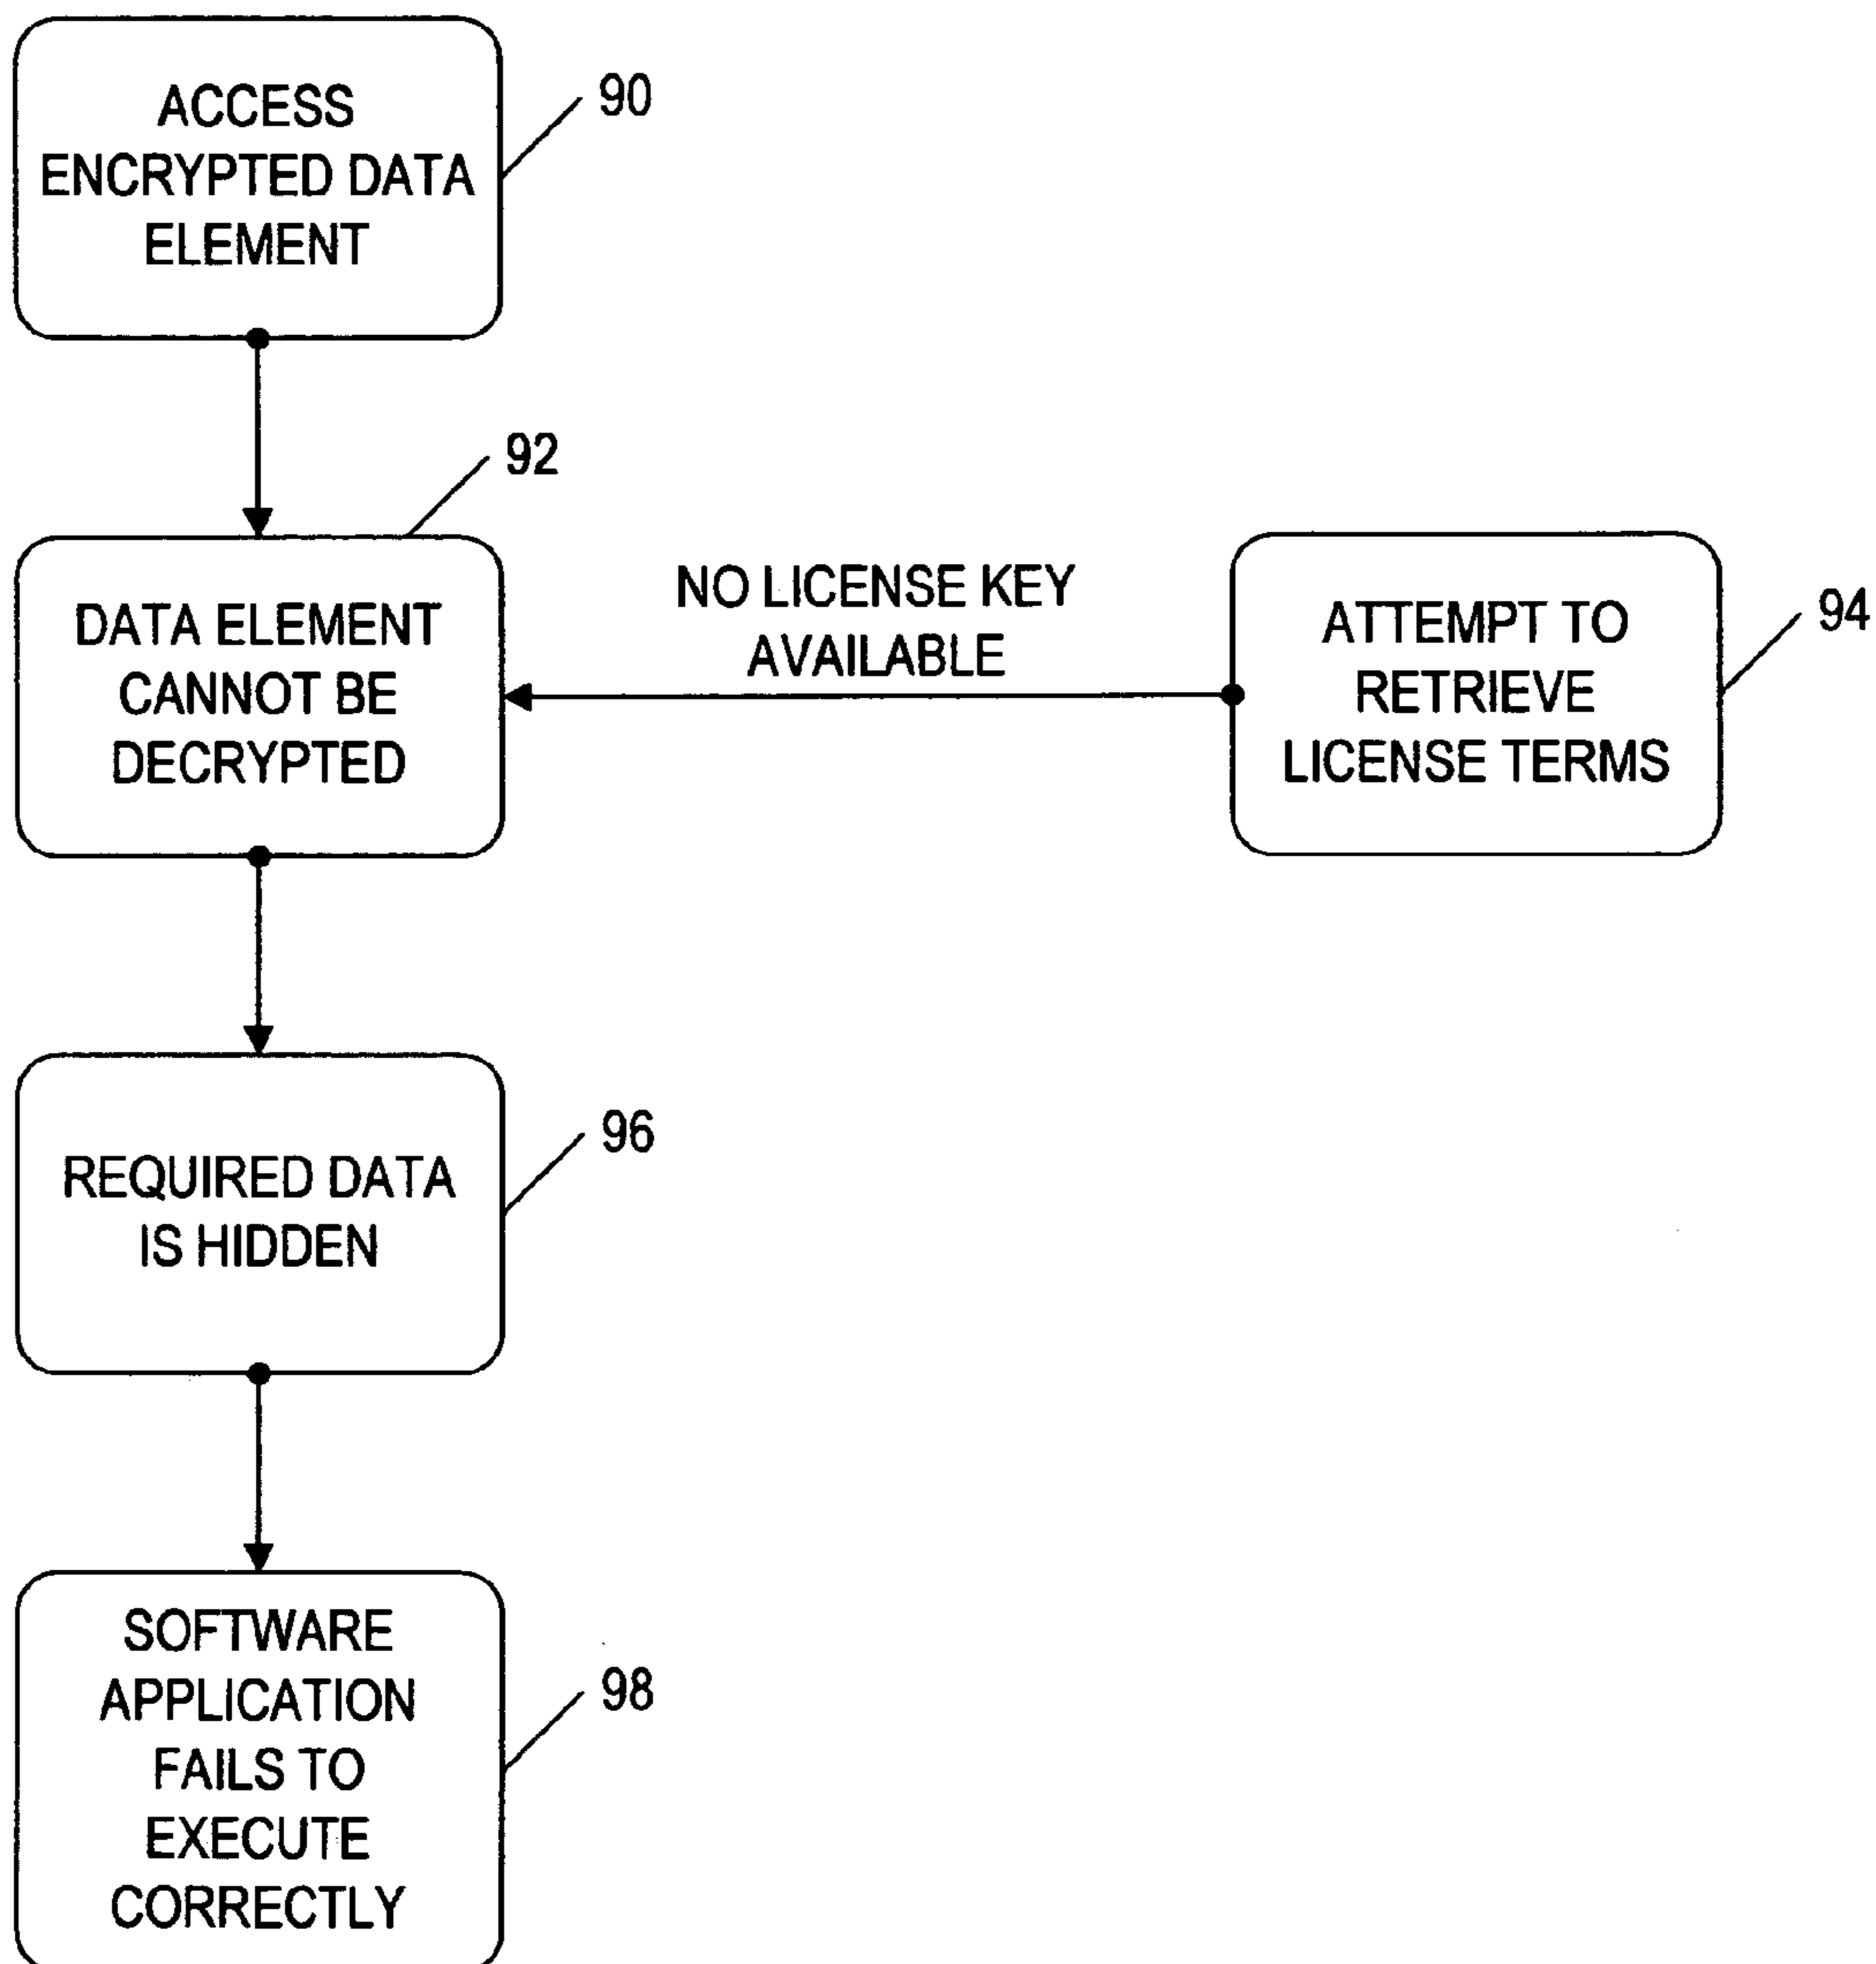 ACCESS
ENCRYPTED DATA
ELEMENT
90
92
DATA ELEMENT
CANNOT BE
DECRYPTED
NO LICENSE KEY
AVAILABLE
ATTEMPT TO
RETRIEVE
LICENSE TERMS
94
REQUIRED DATA
IS HIDDEN
96
SOFTWARE
APPLICATION
FAILS TO
EXECUTE
CORRECTLY
98